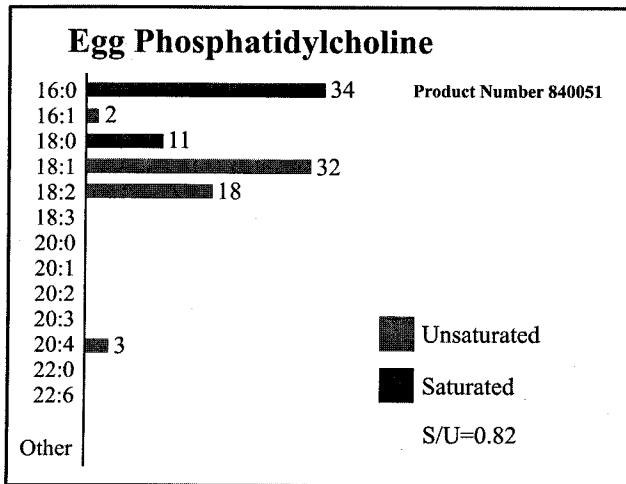 Egg Phosphatidylcholine
Product Number 840051
16:0 34
16:1 2
18:0 11
18:1 32
18:2 18
18:3
20:0
20:1
20:2
20:3
20:4 3
22:0
22:6
Other
Unsaturated
Saturated
S/U=0.82